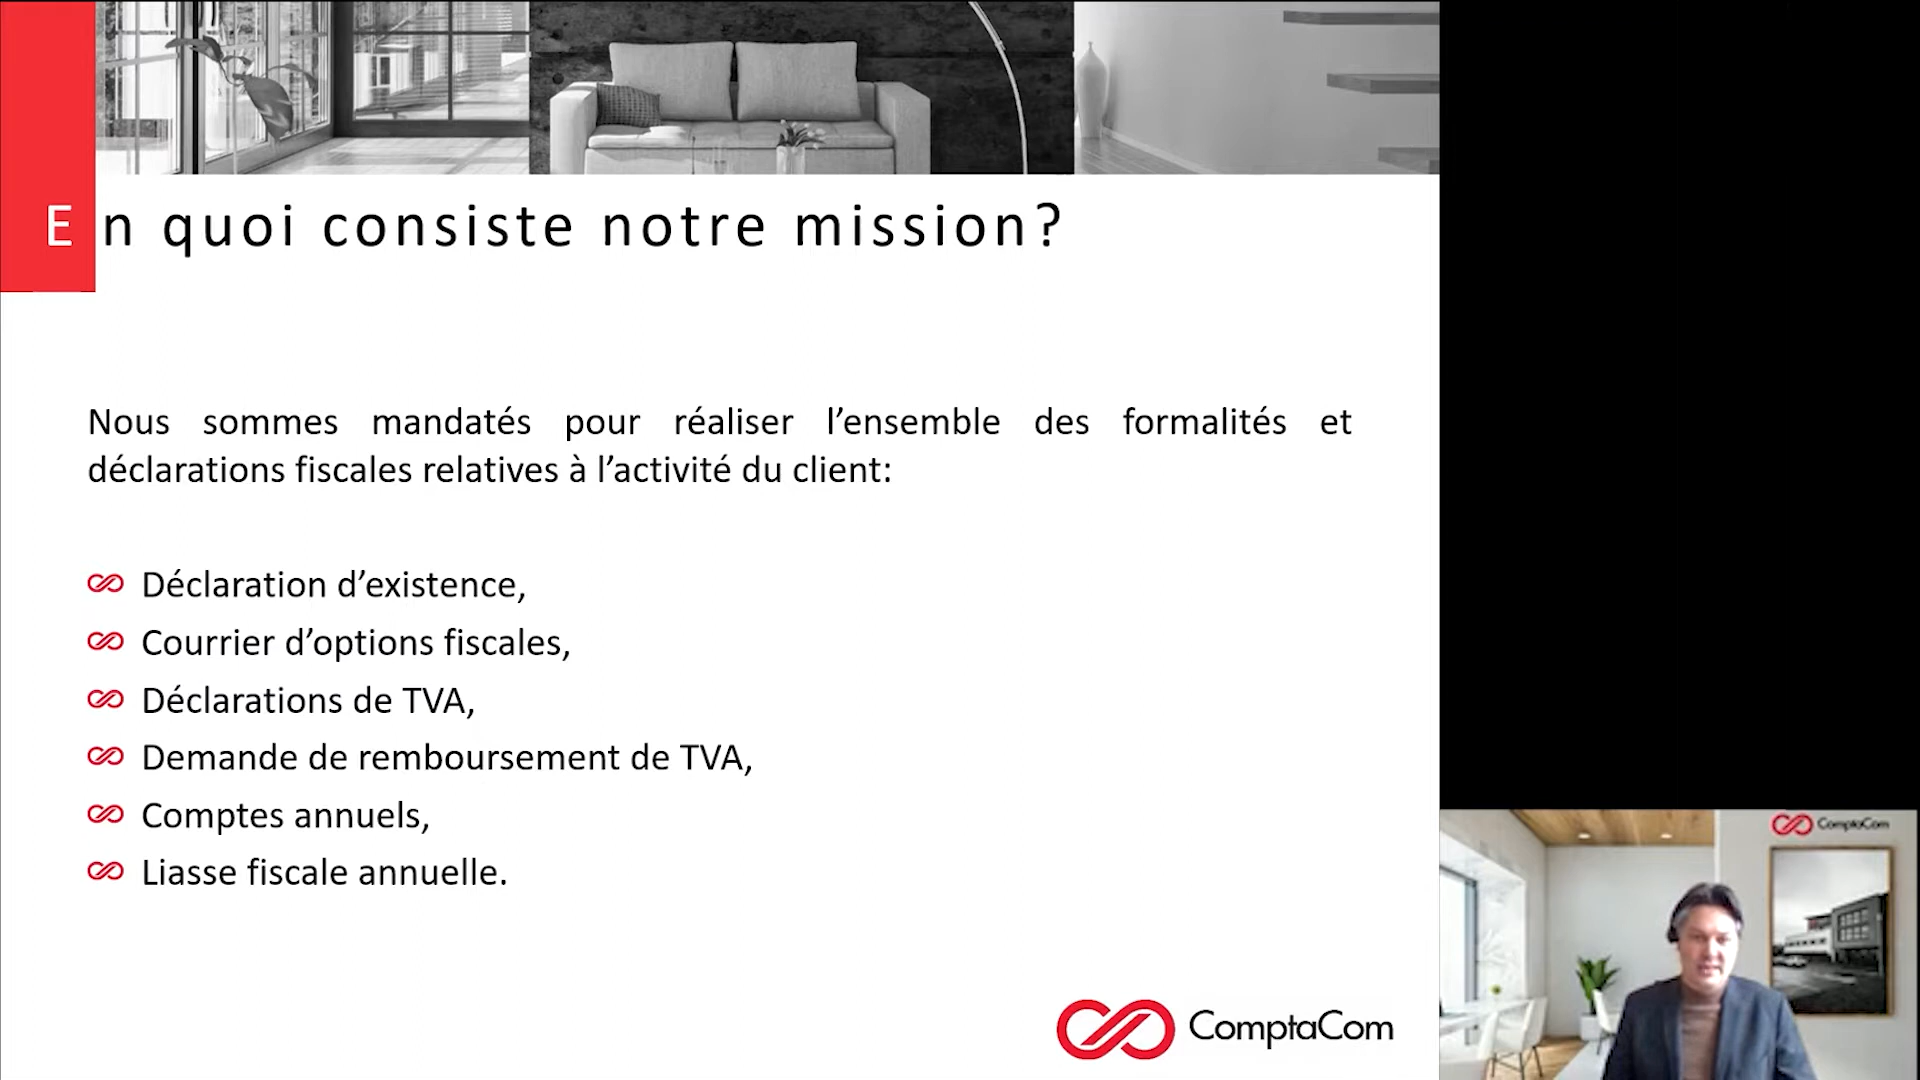 En quoi consiste notre mission?
Nous sommes mandatés pour réaliser l’ensemble des formalités et
déclarations fiscales relatives à l’activité du client:
Déclaration d’existence,
Courrier d’options fiscales,
Déclarations de TVA,
Demande de remboursement de TVA,
Comptes annuels,
Liasse fiscale annuelle.
ComptaCom
ComptaCom